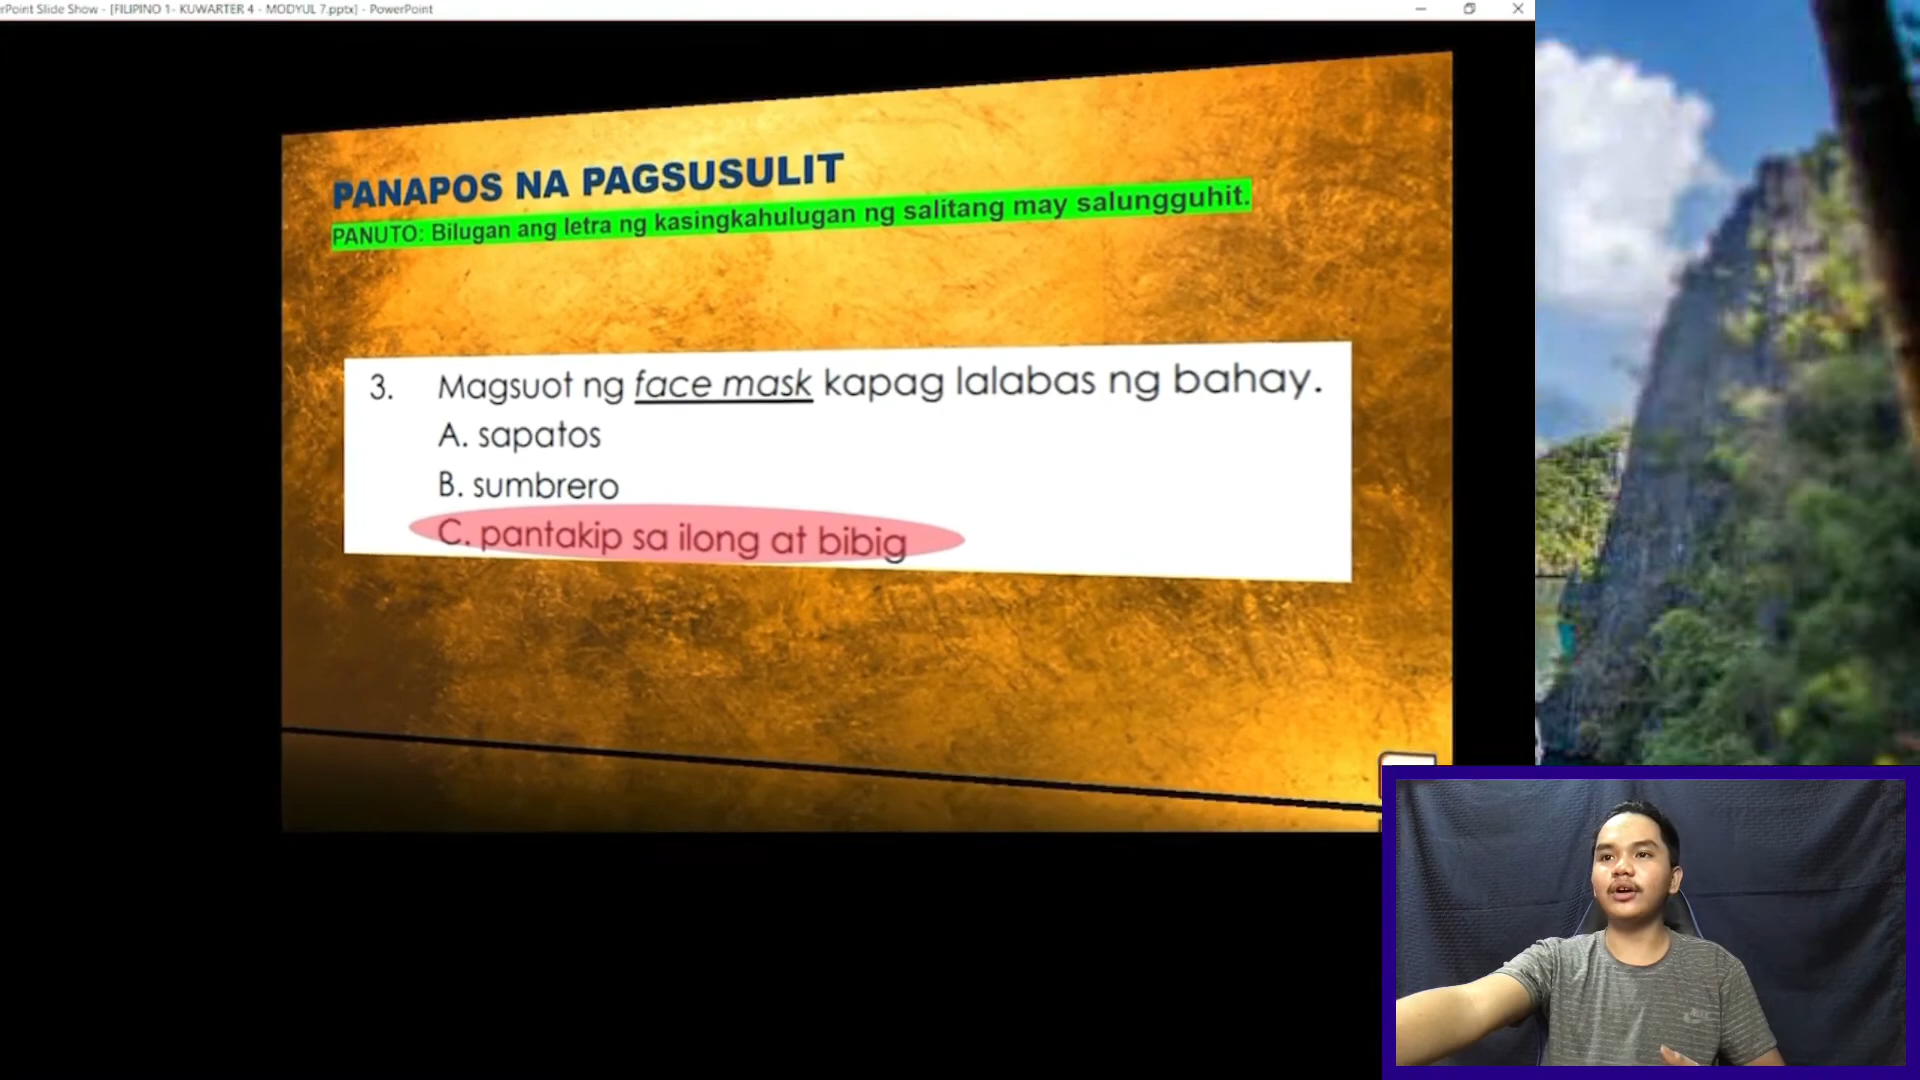 Point Slide Show - [FILIPINO 1- KUWARTER 4 - MODYUL 7.pptx] - PowerPoint
PANAPOS NA PAGSUSULIT
PANUTO: Bilugan ang letra ng kasingkahulugan ng salitang may salungguhit.
3. Magsuot ng face mask kapag lalabas ng bahay.
A. sapatos
B. sumbrero
C. pantakip sa ilong at bibig